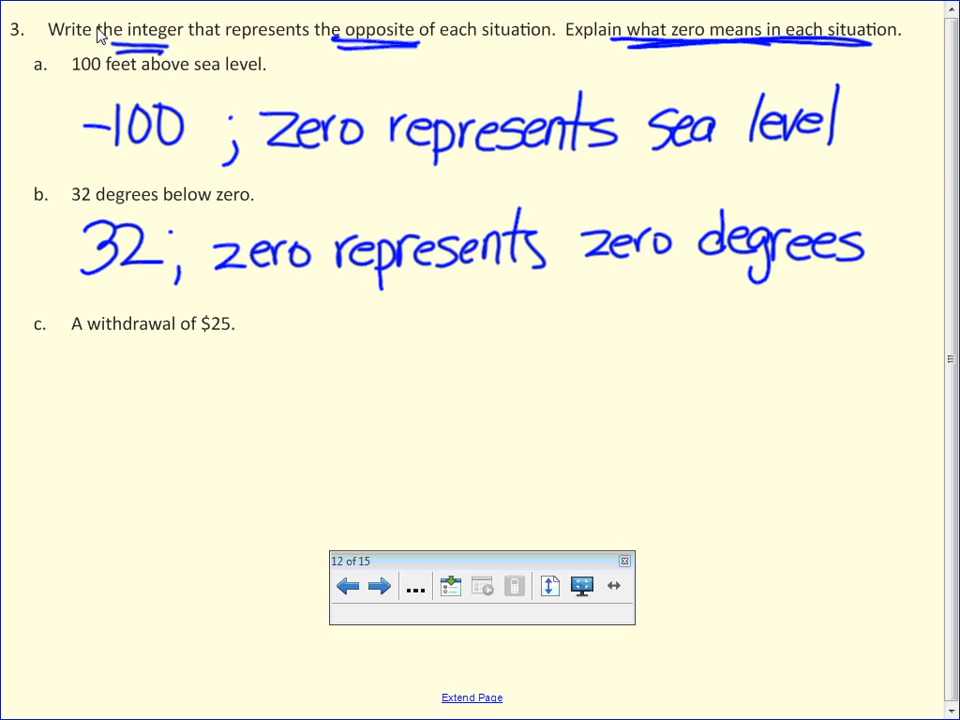 3. Write the integer that represents the opposite of each situation. Explain what zero means in each situation.
a. 100 feet above sea level.
-100 ; zero represents sea level
b. 32 degrees below zero.
32; zero represents zero degrees
c. A withdrawal of $25.
12 of 15
...
Extend Page